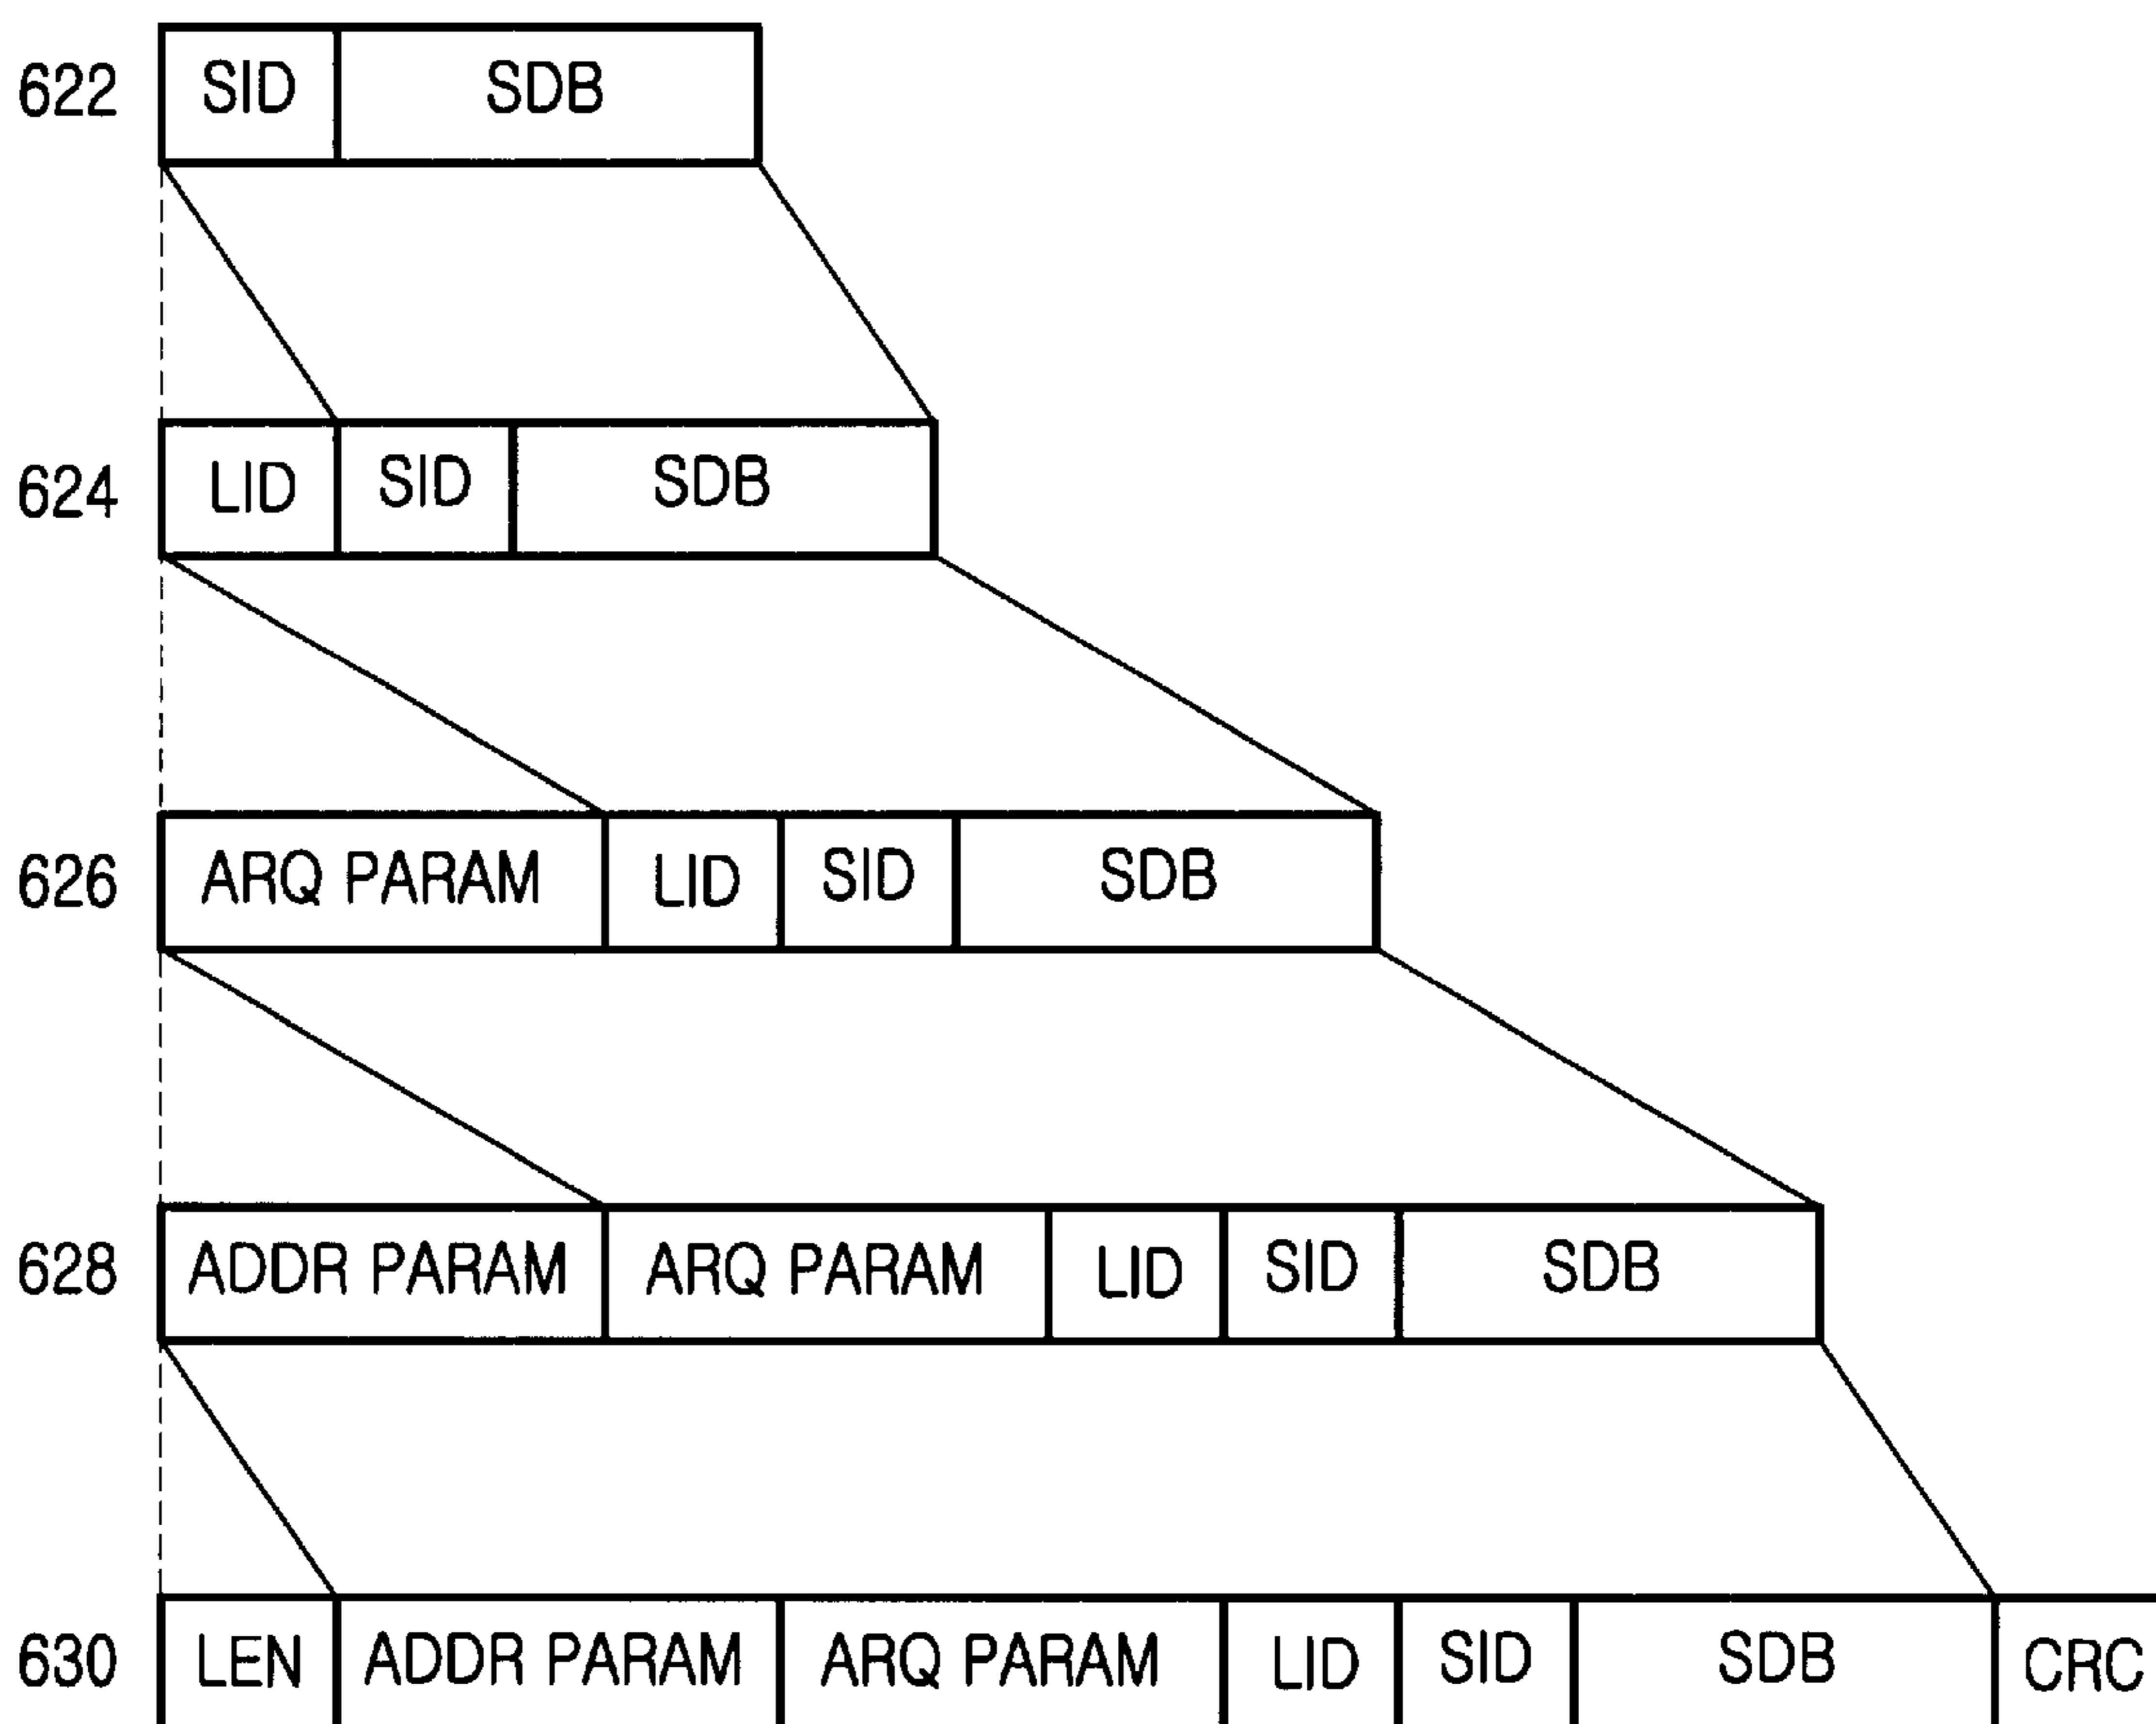 622 SID SDB
624 LID SID SDB
626 ARQ PARAM LID SID SDB
628 ADDR PARAM ARQ PARAM LID SID SDB
630 LEN ADDR PARAM ARQ PARAM LID SID SDB CRC